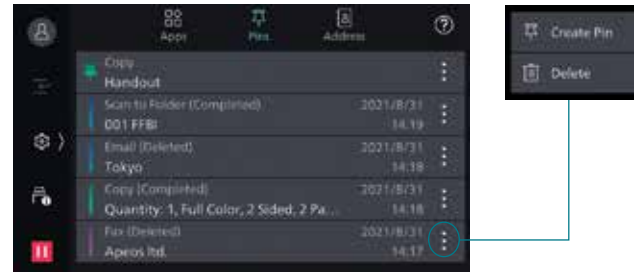 Apps
Pins
Address
Copy
Handout
Scan to Folder (Completed)
2021/8/31
001 FFBI
14:19
Email (Deleted)
2021/8/31
Tokyo
14:18
Copy (Completed)
2021/8/31
Quantity: 1, Full Color, 2 Sided, 2 Pa...
14:18
Fax (Deleted)
2021/8/31
Apeos ltd.
14:17
Create Pin
Delete